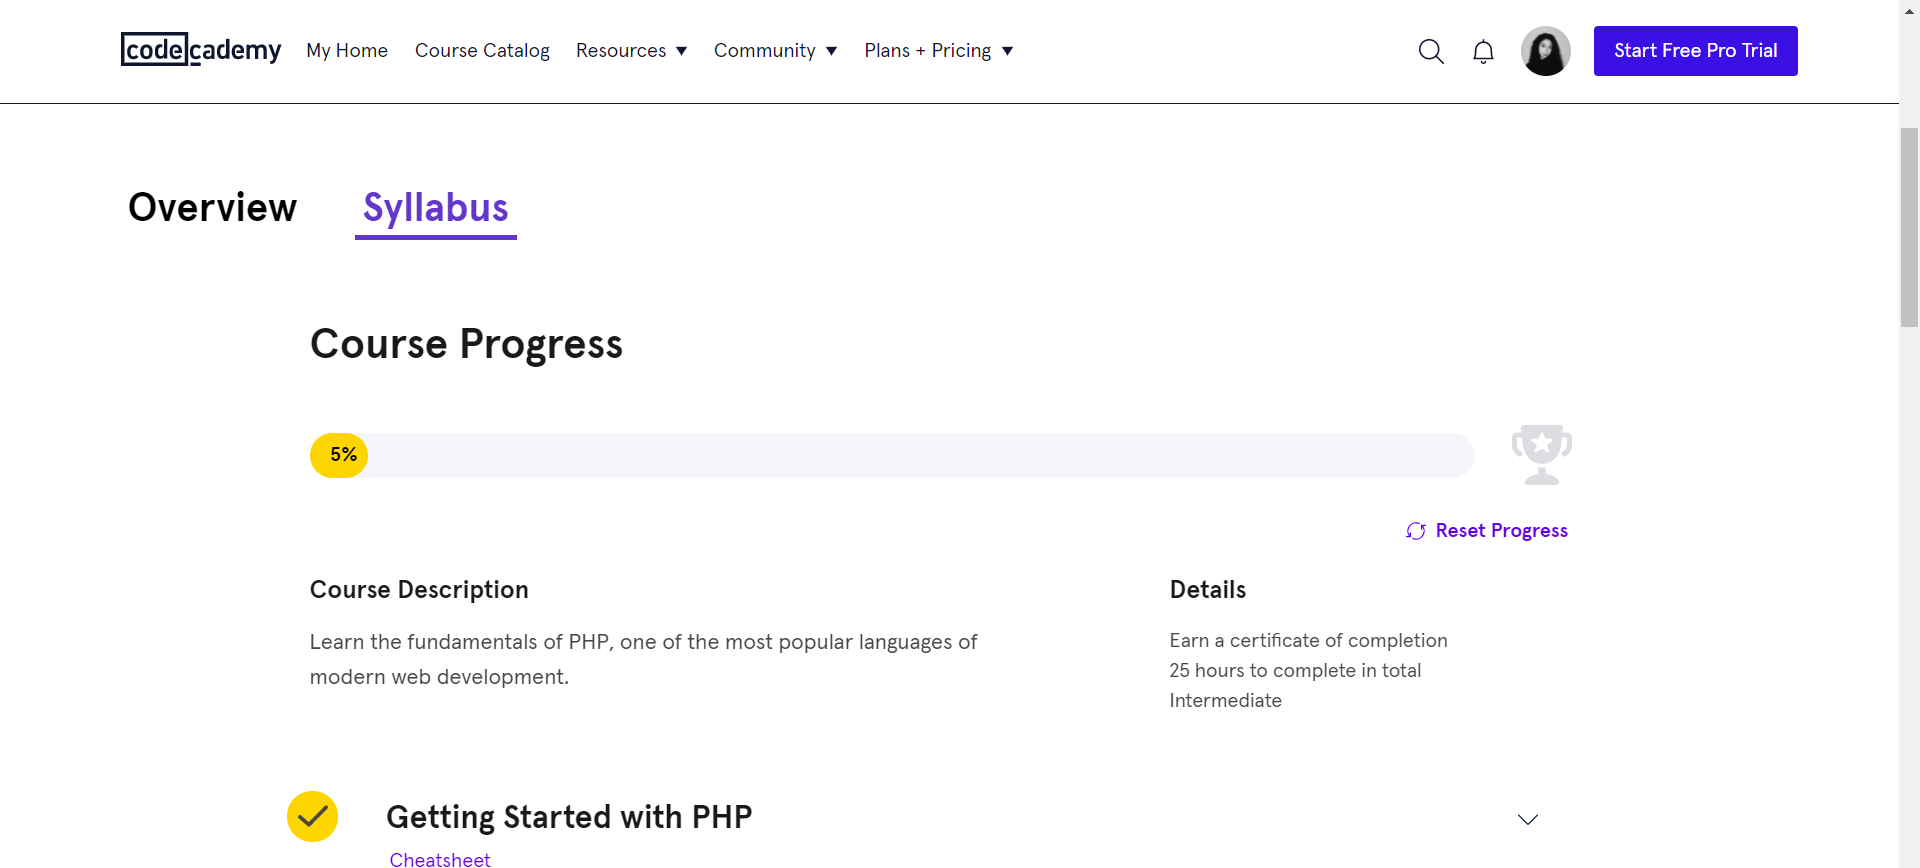 codecademy My Home Course Catalog Resources Community Plans + Pricing Start Free Pro Trial
Overview Syllabus
Course Progress
5%
Reset Progress
Course Description
Learn the fundamentals of PHP, one of the most popular languages of
modern web development.
Details
Earn a certificate of completion
25 hours to complete in total
Intermediate
Getting Started with PHP
Cheatsheet